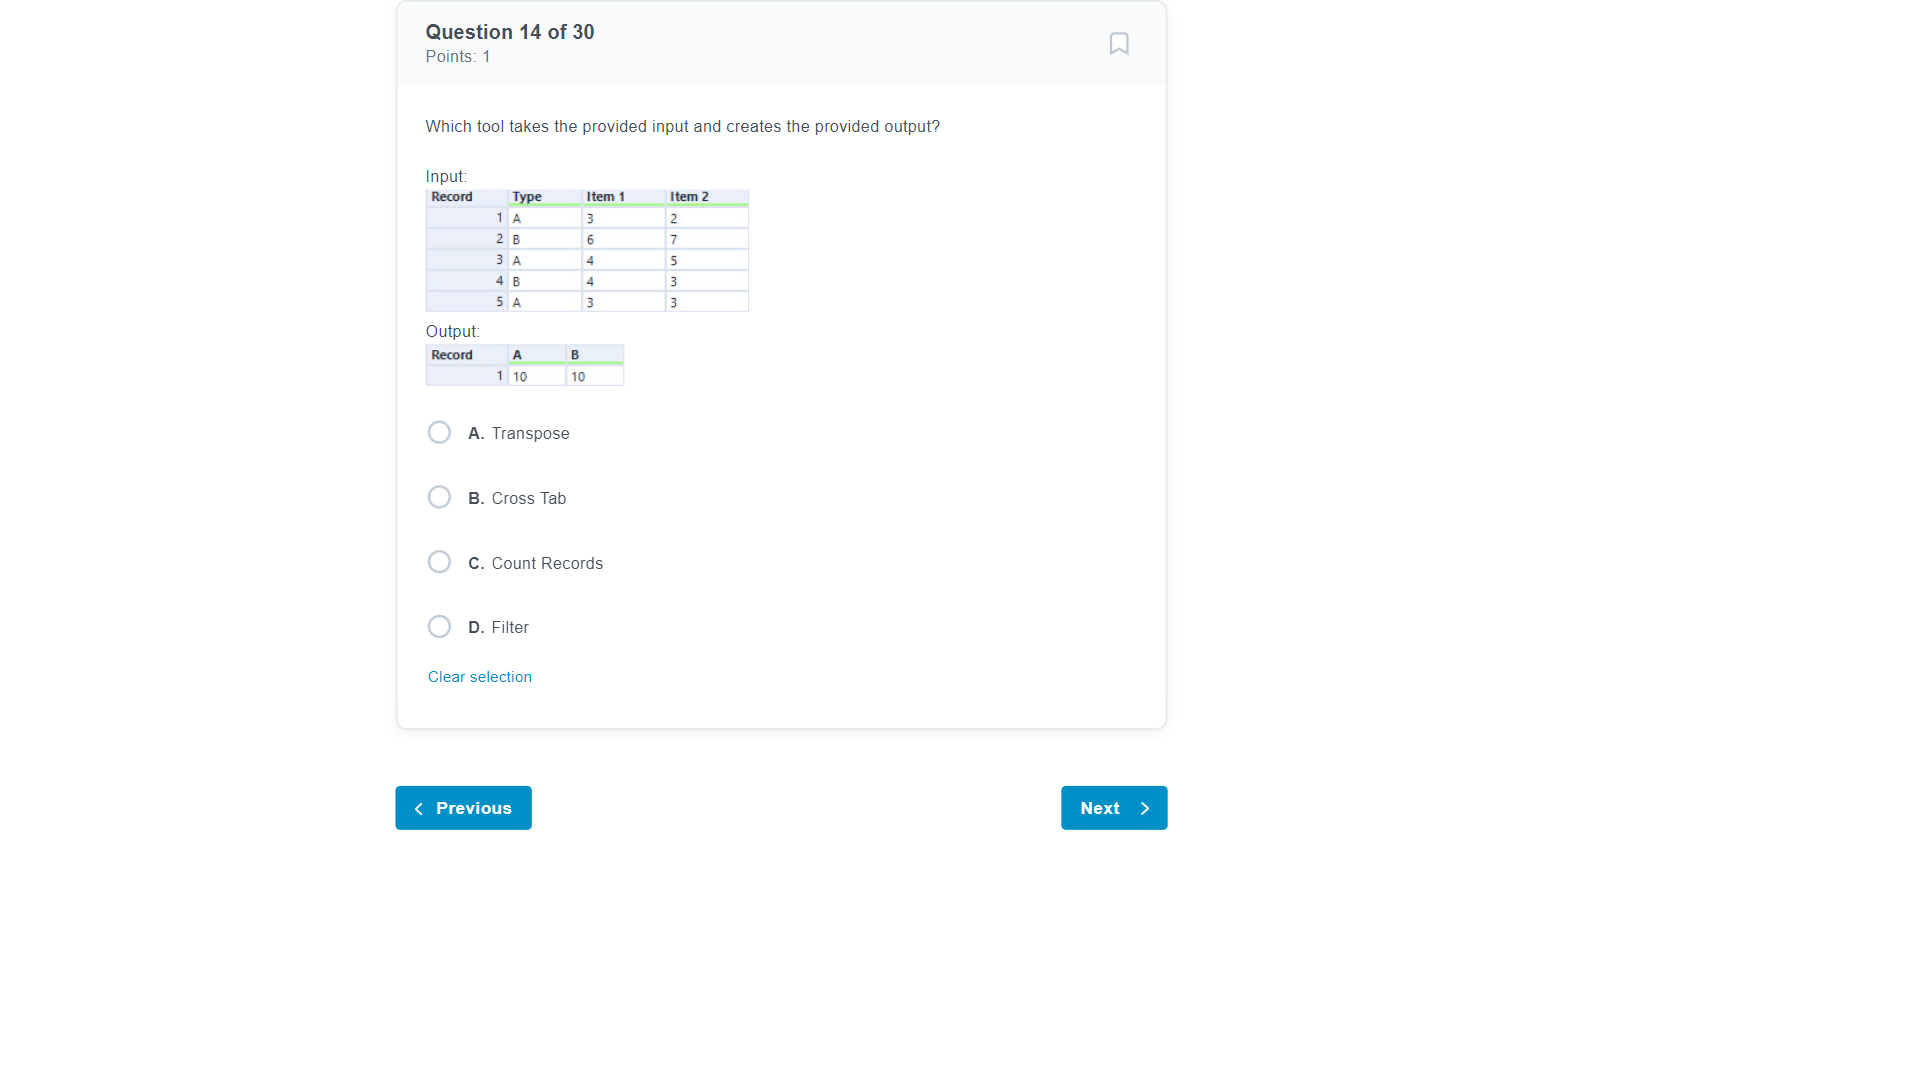 Question 14 of 30
Points: 1
Which tool takes the provided input and creates the provided output?
Input:
Record Type Item 1 Item 2
1 A 3 2
2 B 6 7
3 A 4 5
4 B 4 3
5 A 3 3
Output:
Record A B
1 10 10
A. Transpose
B. Cross Tab
C. Count Records
D. Filter
Clear selection
Previous
Next